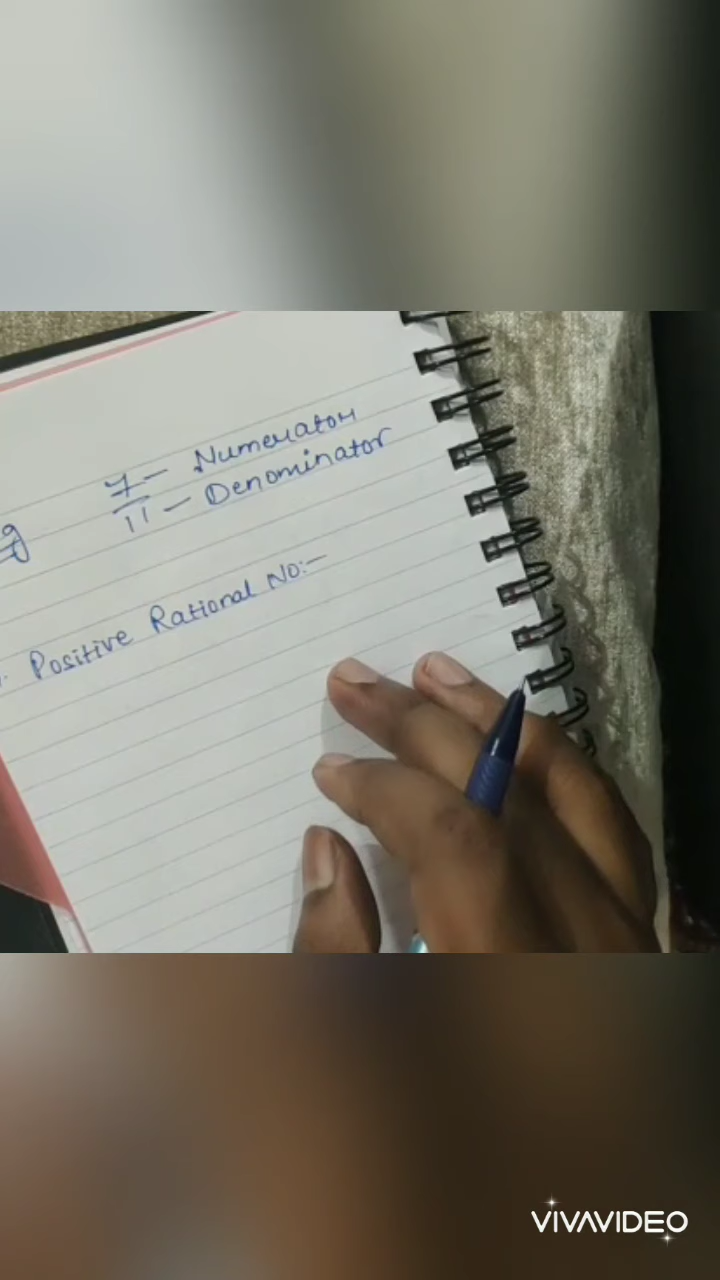 7 — Numerator
11 — Denominator
Positive Rational No:-
VIVAVIDEO